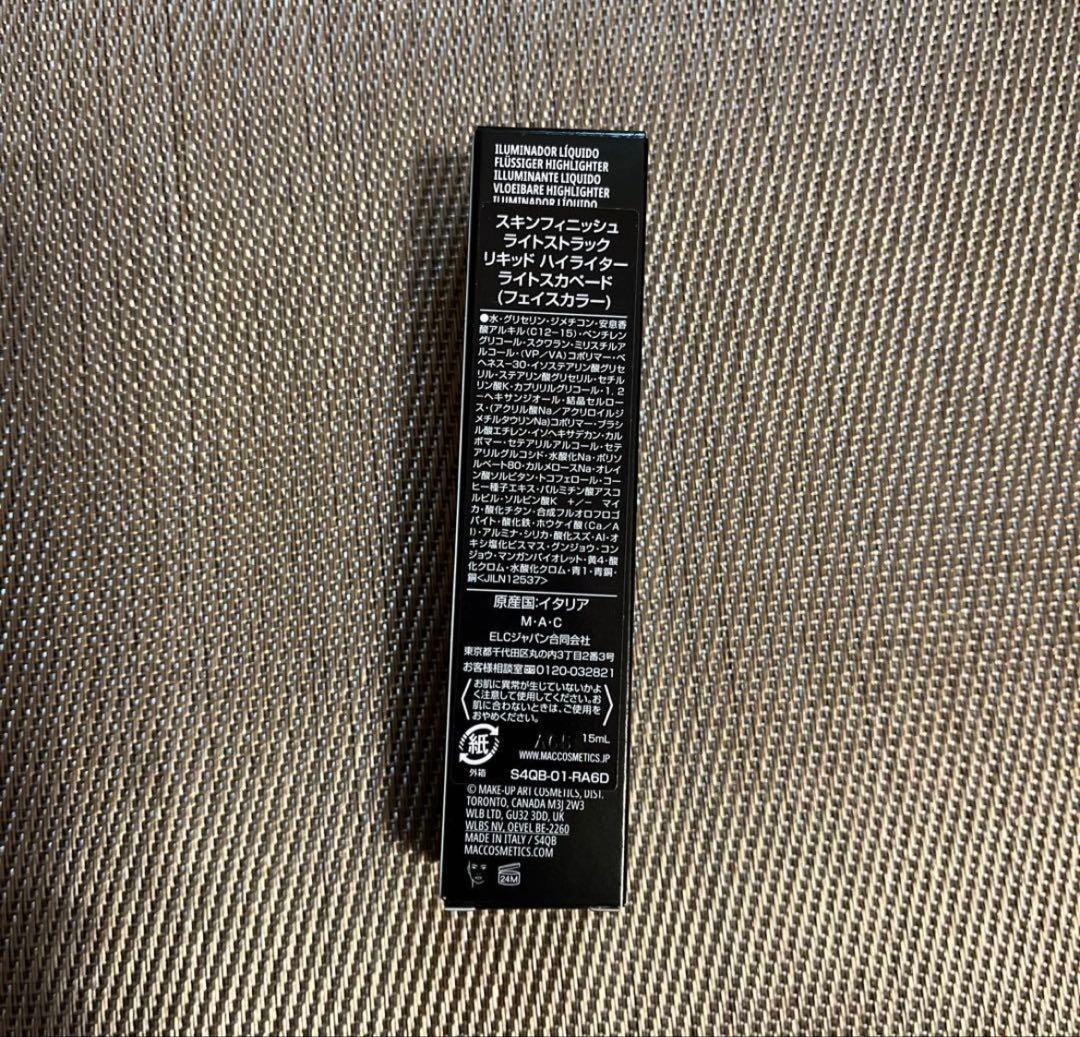 ILUMINADOR LÍQUIDO
FLÜSSIGER HIGHLIGHTER
ILLUMINANTE LIQUIDO
VLOEIBARE HIGHLIGHTER
ILUMINADOR LÍQUIDO
スキンフィニッシュ
ライトストラック
リキッド ハイライター
ライトスカペード
(フェイスカラー)
●水・グリセリン・ジメチコン・安息香
酸アルキル(C12-15)・ペンチレン
グリコール・スクワラン・ミリスチルア
ルコール・(VP/VA)コポリマー・ベ
ヘネス-30・イソステアリン酸グリセ
リル・ステアリン酸グリセリル・セチル
リン酸K・カプリリルグリコール・1, 2
-ヘキサンジオール・結晶セルロー
ス・(アクリル酸Na/アクリロイルジ
メチルタウリンNa)コポリマー・ブラシ
ル酸エチレン・イソヘキサデカン・カル
ボマー・セテアリルアルコール・セテ
アリルグルコシド・水酸化Na・ポリソ
ルベート80・カルメロースNa・オレイ
ン酸ソルビタン・トコフェロール・コー
ヒー種子エキス・パルミチン酸アスコ
ルビル・ソルビン酸K +/- マイ
カ・酸化チタン・合成フルオロフロゴ
パイト・酸化鉄・ホウケイ酸(Ca/A
l)・アルミナ・シリカ・酸化スズ・Al・オ
キシ塩化ビスマス・グンジョウ・コン
ジョウ・マンガンバイオレット・黄4・酸
化クロム・水酸化クロム・青1・青銅・
銅<JILN12537>
原産国:イタリア
M・A・C
ELCジャパン合同会社
東京都千代田区丸の内3丁目2番3号
お客様相談室 0120-032821
お肌に異常が生じていないかよ
く注意して使用してください。お
肌に合わないときは、ご使用を
おやめください。
紙
外箱
15mL
WWW.MACCOSMETICS.JP
S4QB-01-RA6D
© MAKE-UP ART COSMETICS, DIST.
TORONTO, CANADA M3J 2W3
WLB LTD, GU32 3DD, UK
WLBS NV, OEVEL BE-2260
MADE IN ITALY / S4QB
MACCOSMETICS.COM
24M